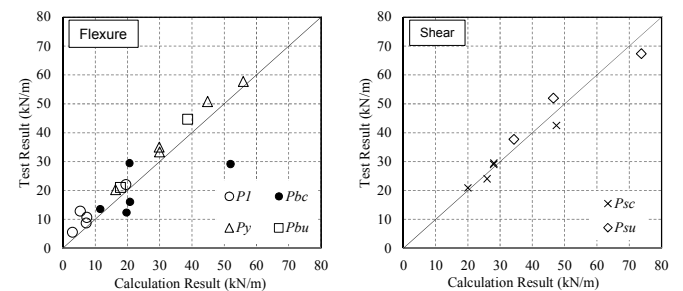 Flexure
80
70
60
50
40
30
20
10
0
Test Result (kN/m)
P1 Pbc
Py Pbu
0 10 20 30 40 50 60 70 80
Calculation Result (kN/m)
Shear
80
70
60
50
40
30
20
10
0
Test Result (kN/m)
Psc
Psu
0 10 20 30 40 50 60 70 80
Calculation Result (kN/m)